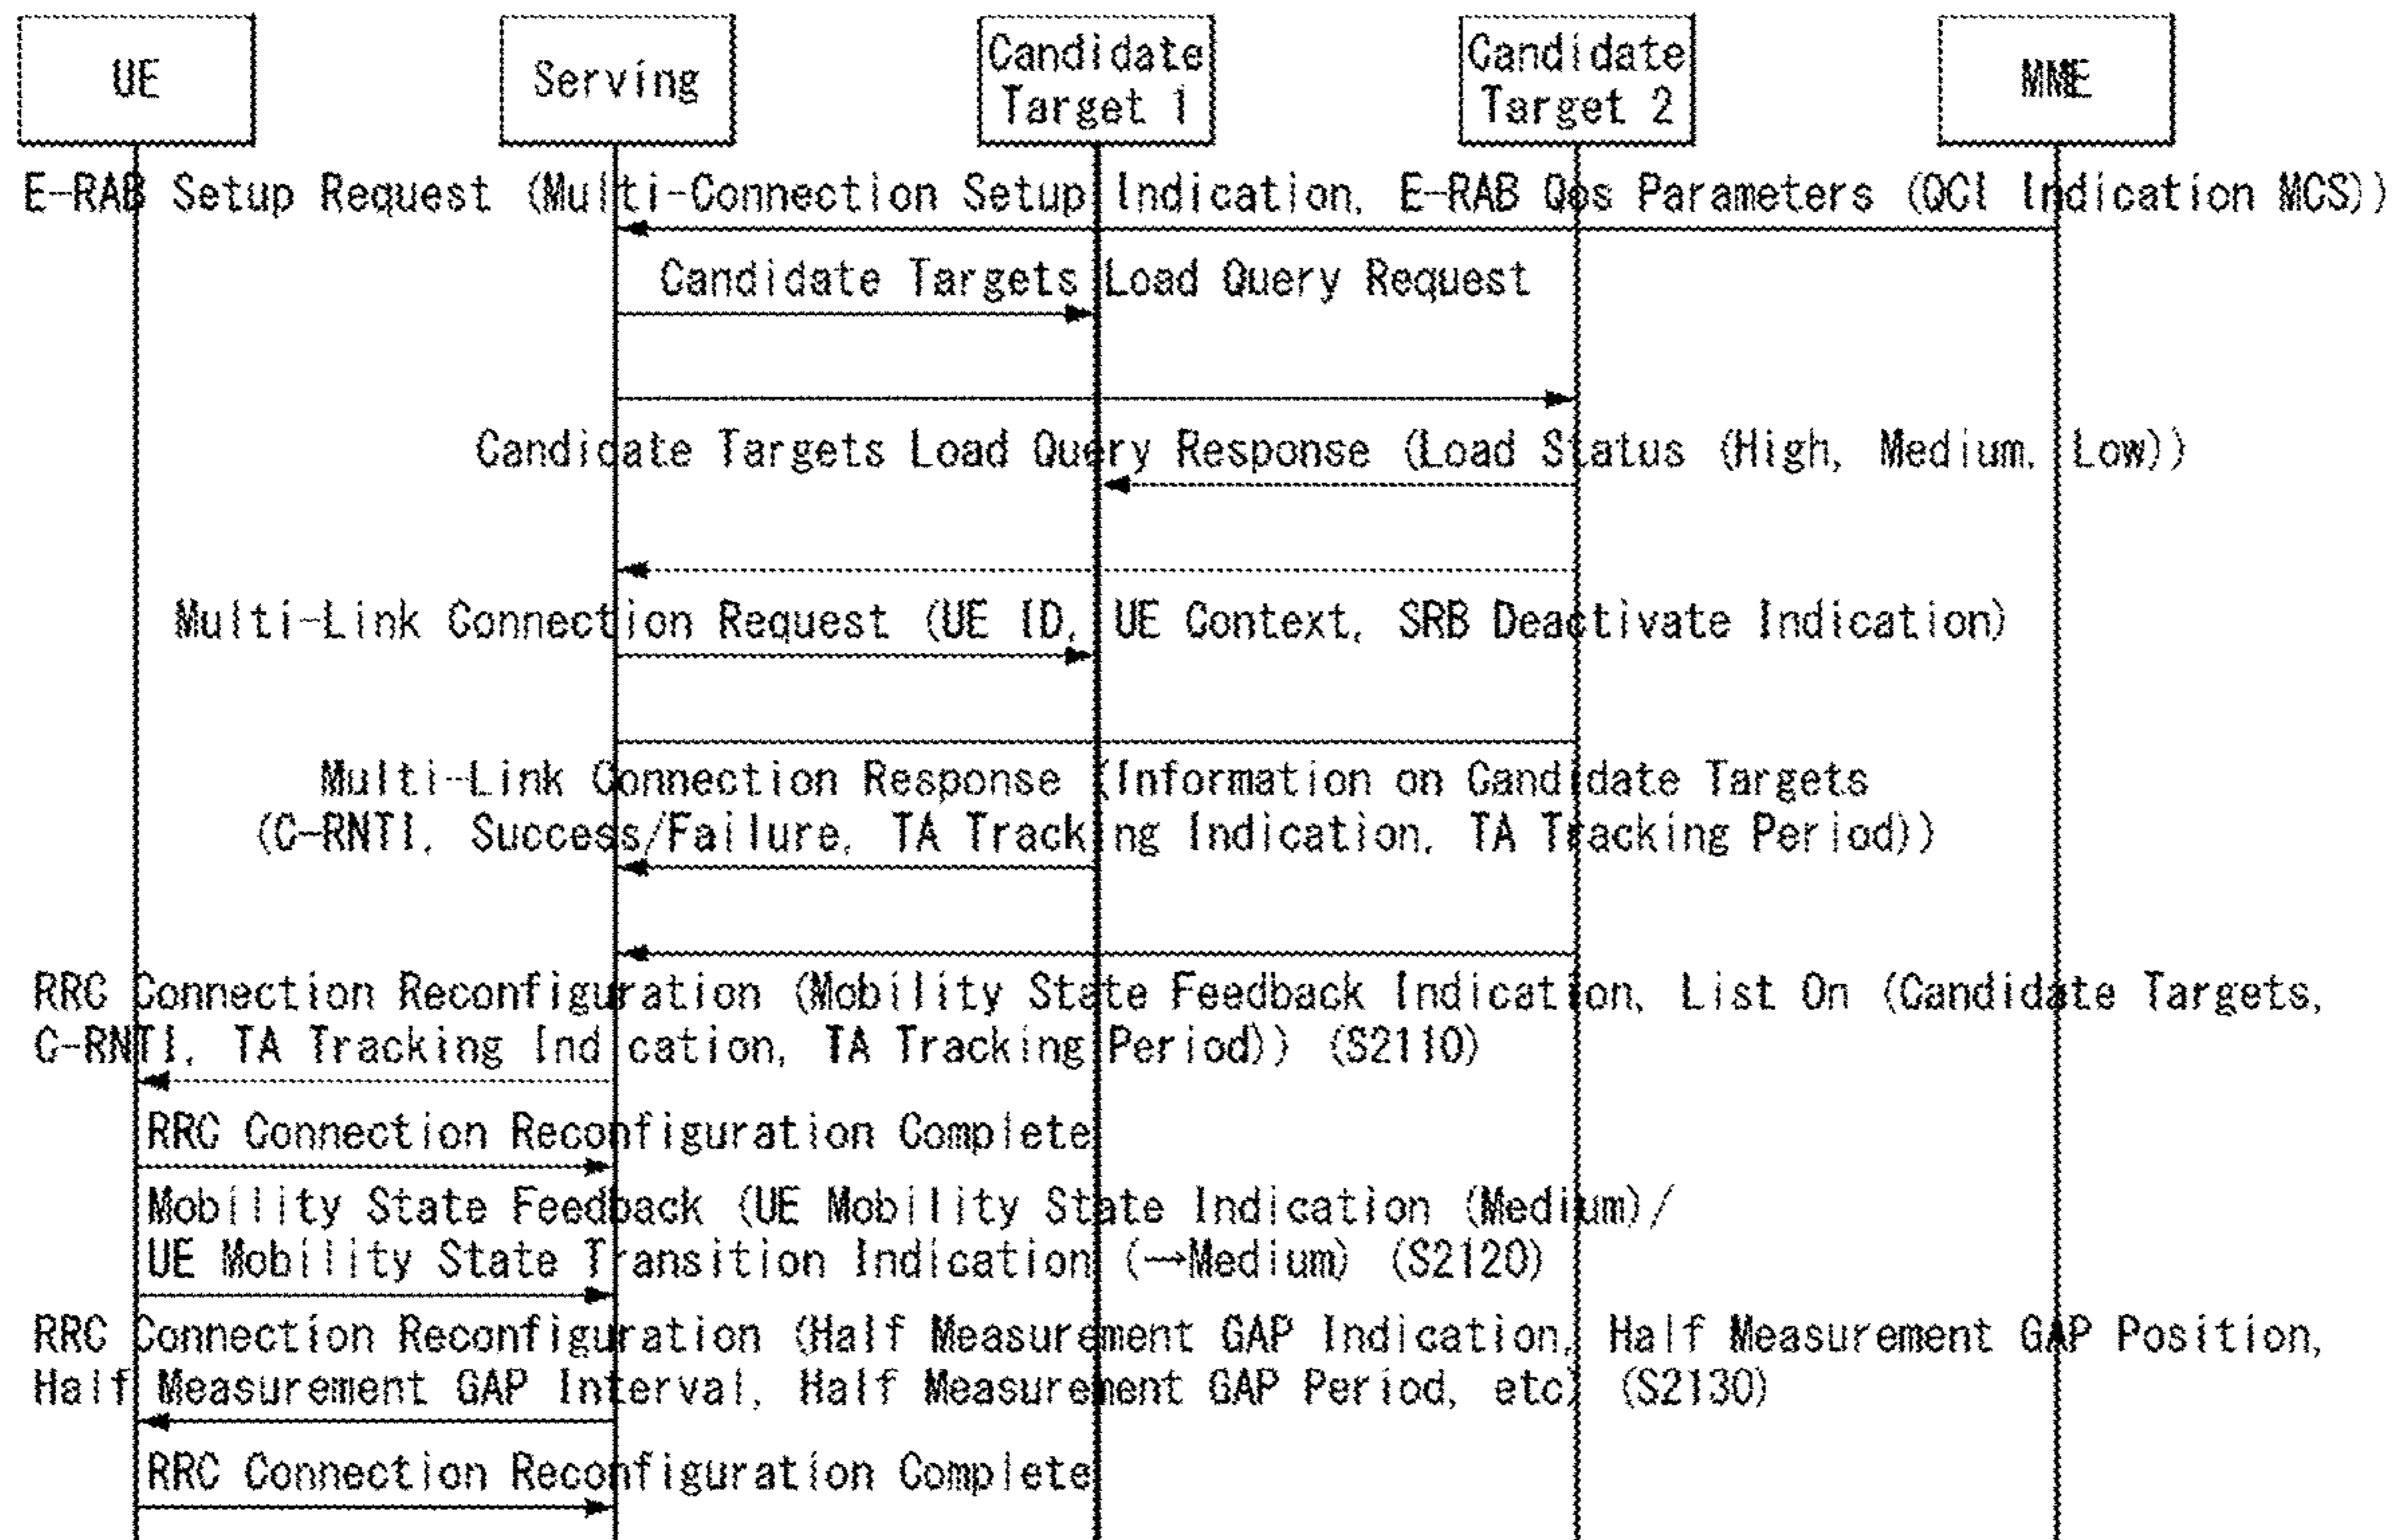 UE
Serving
Candidate
Target 1
Candidate
Target 2
MME
E-RAB Setup Request (Multi-Connection Setup Indication, E-RAB Qos Parameters (QCI Indication MCS))
Candidate Targets Load Query Request
Candidate Targets Load Query Response (Load Status (High, Medium, Low))
Multi-Link Connection Request (UE ID, UE Context, SRB Deactivate Indication)
Multi-Link Connection Response (Information on Candidate Targets
(C-RNTI, Success/Failure, TA Tracking Indication, TA Tracking Period))
RRC Connection Reconfiguration (Mobility State Feedback Indication, List On (Candidate Targets,
C-RNTI, TA Tracking Indication, TA Tracking Period)) (S2110)
RRC Connection Reconfiguration Complete
Mobility State Feedback (UE Mobility State Indication (Medium)/
UE Mobility State Transition Indication (→Medium) (S2120)
RRC Connection Reconfiguration (Half Measurement GAP Indication, Half Measurement GAP Position,
Half Measurement GAP Interval, Half Measurement GAP Period, etc) (S2130)
RRC Connection Reconfiguration Complete